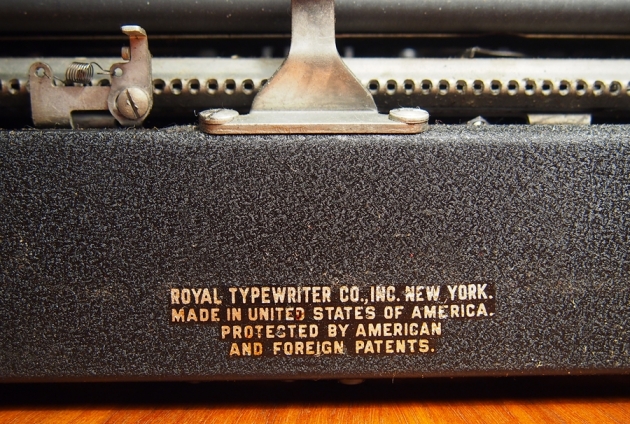 ROYAL TYPEWRITER CO.,INC. NEW YORK.
MADE IN UNITED STATES OF AMERICA.
PROTECTED BY AMERICAN
AND FOREIGN PATENTS.